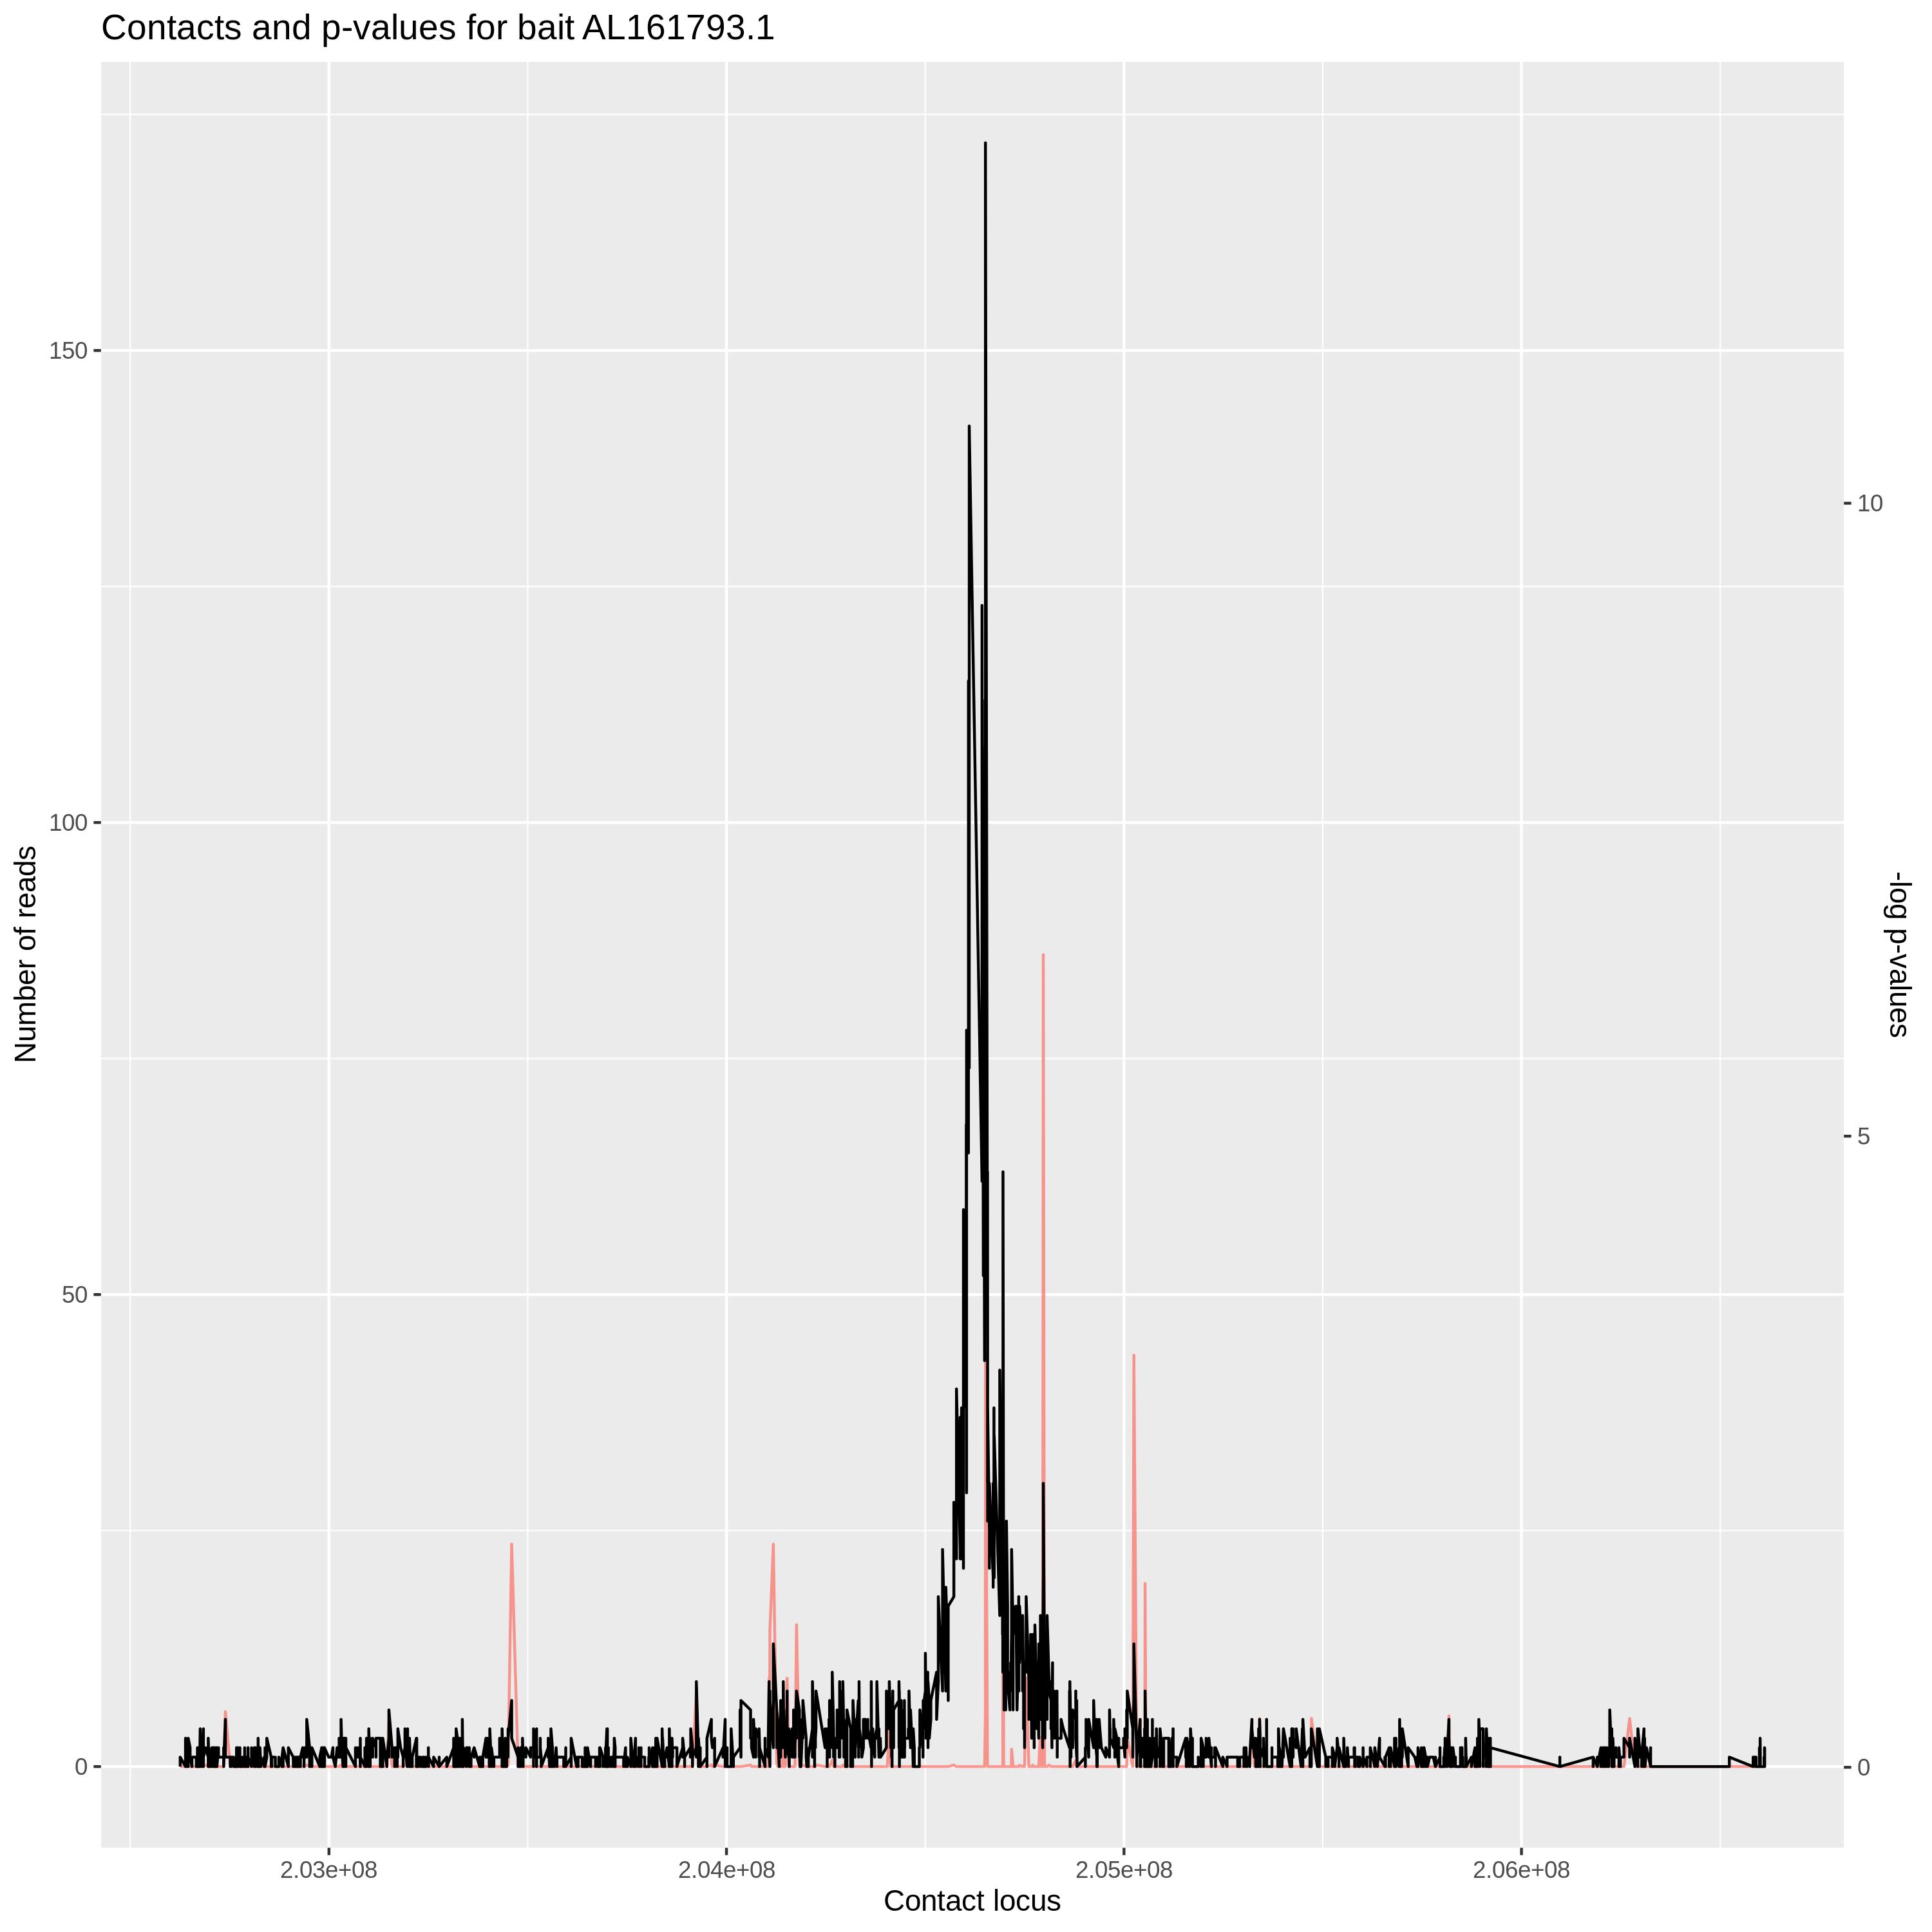 Contacts and p-values for bait AL161793.1
150
100
50
0
Number of reads
10
5
0
-log p-values
2.03e+08
2.04e+08
2.05e+08
2.06e+08
Contact locus